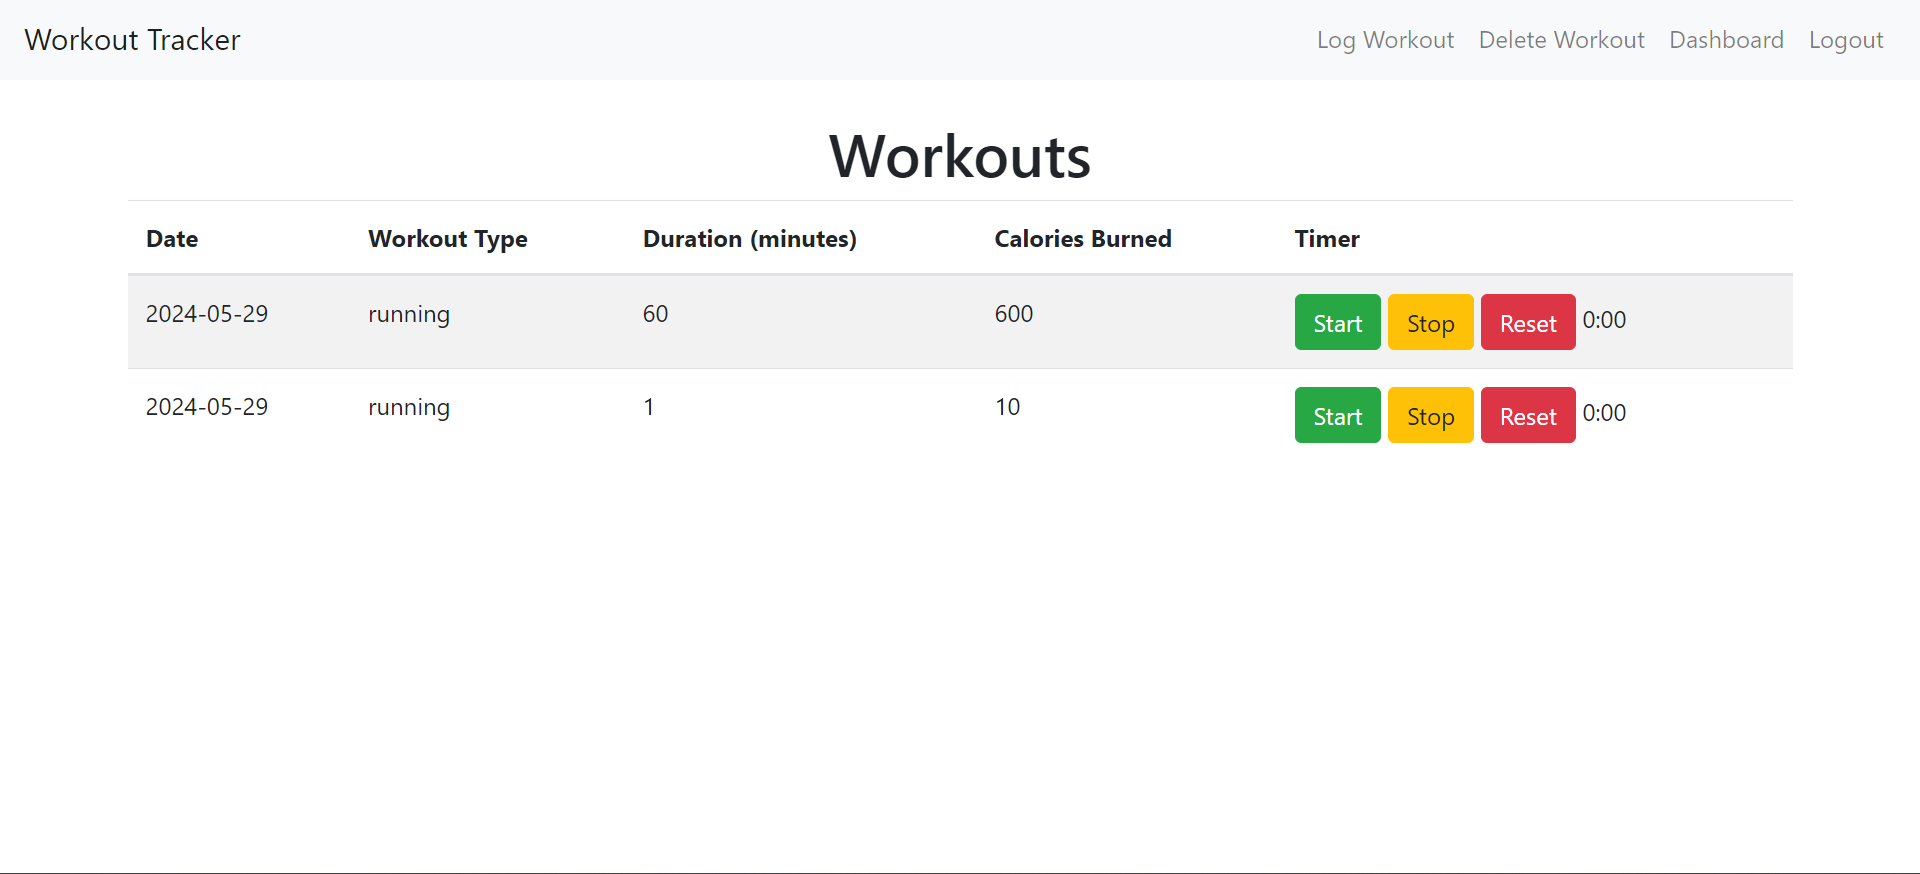 Workout Tracker Log Workout Delete Workout Dashboard Logout
Workouts
Date Workout Type Duration (minutes) Calories Burned Timer
2024-05-29 running 60 600 Start Stop Reset 0:00
2024-05-29 running 1 10 Start Stop Reset 0:00